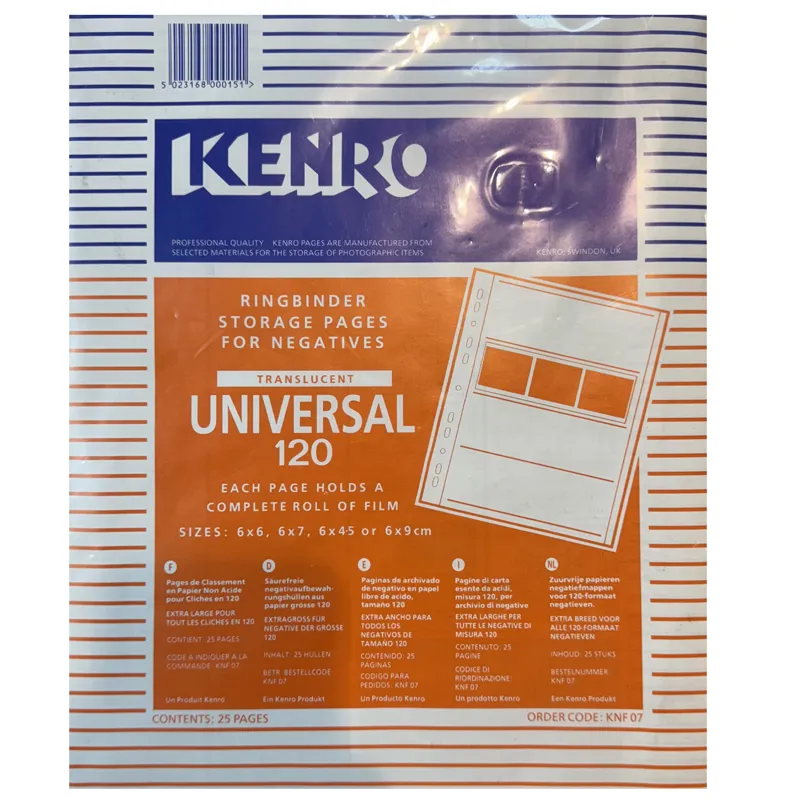 5 023168 000151 >
KENRO
PROFESSIONAL QUALITY KENRO PAGES ARE MANUFACTURED FROM
SELECTED MATERIALS FOR THE STORAGE OF PHOTOGRAPHIC ITEMS
KENRO, SWINDON, UK
RINGBINDER
STORAGE PAGES
FOR NEGATIVES
TRANSLUCENT
UNIVERSAL
120
EACH PAGE HOLDS A
COMPLETE ROLL OF FILM
SIZES: 6x6, 6x7, 6x4·5 or 6x9cm
F
Pages de Classement
en Papier Non Acide
pour Cliches en 120
EXTRA LARGE POUR
TOUT LES CLICHES EN 120
CONTIENT: 25 PAGES
CODE A INDIQUER A LA
COMMANDE: KNF 07
Un Produit Kenro
D
Säurefreie
negativaufbewah-
rungshullen aus
papier grösse 120
EXTRAGROSS FÜR
NEGATIVE DER GRÖSSE
120
INHALT: 25 HULLEN
BETR. BESTELLCODE
KNF 07
Ein Kenro Produkt
E
Paginas de archivado
de negativo en papel
libre de acido,
tamaño 120
EXTRA ANCHO PARA
TODOS LOS
NEGATIVOS DE
TAMAÑO 120
CONTENIDO: 25
PAGINAS
CODIGO PARA
PEDIDOS: KNF 07
Un Producto Kenro
I
Pagine di carta
esente da acidi,
misura 120, per
archivio di negative
EXTRA LARGHE PER
TUTTE LE NEGATIVE DI
MISURA 120
CONTENUTO: 25
PAGINE
CODICE DI
RIORDINAZIONE:
KNF 07
Un prodotto Kenro
NL
Zuurvrije papieren
negatiefmappen
voor 120-formaat
negatieven.
EXTRA BREED VOOR
ALLE 120-FORMAAT
NEGATIEVEN
INHOUD: 25 STUKS
BESTELNUMMER
KNF 07
Een Kenro Produkt
CONTENTS: 25 PAGES
ORDER CODE: KNF 07